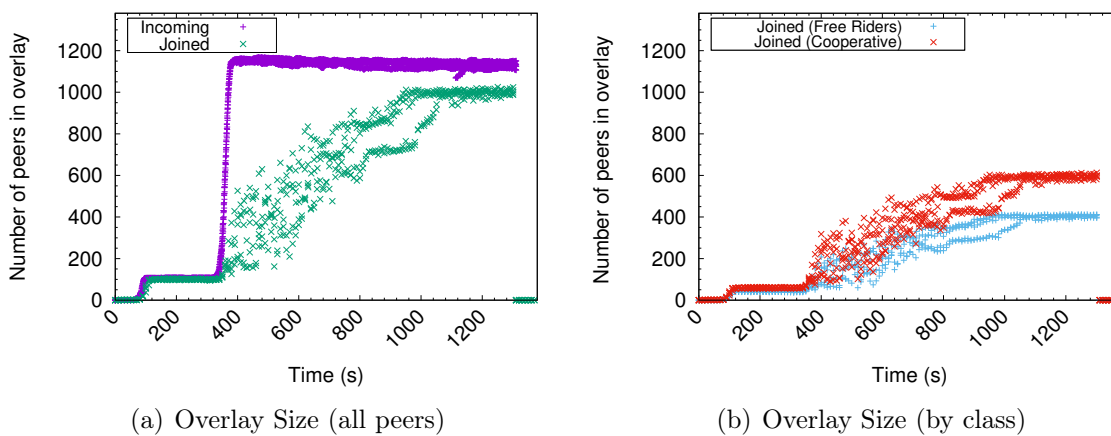 Incoming
Joined
Number of peers in overlay
1200
1000
800
600
400
200
0
0 200 400 600 800 1000 1200
Time (s)
(a) Overlay Size (all peers)
Joined (Free Riders)
Joined (Cooperative)
Number of peers in overlay
1200
1000
800
600
400
200
0
0 200 400 600 800 1000 1200
Time (s)
(b) Overlay Size (by class)